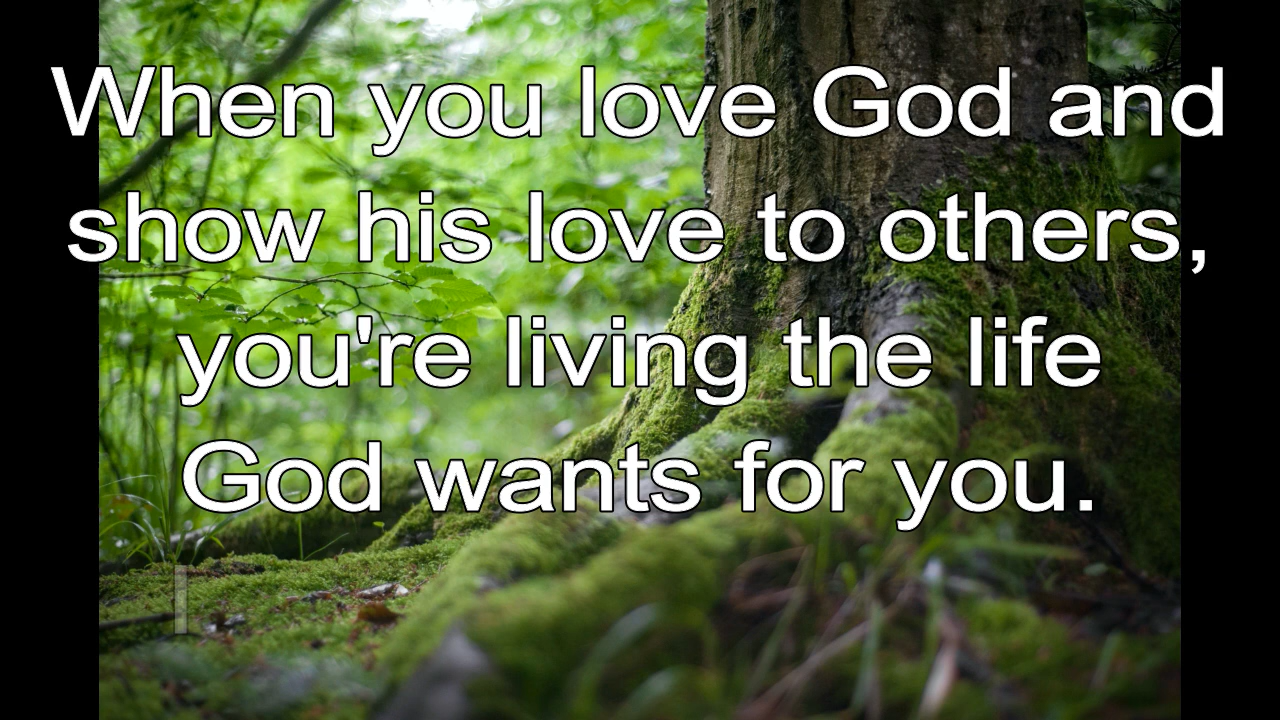 When you love God and
show his love to others,
you're living the life
God wants for you.